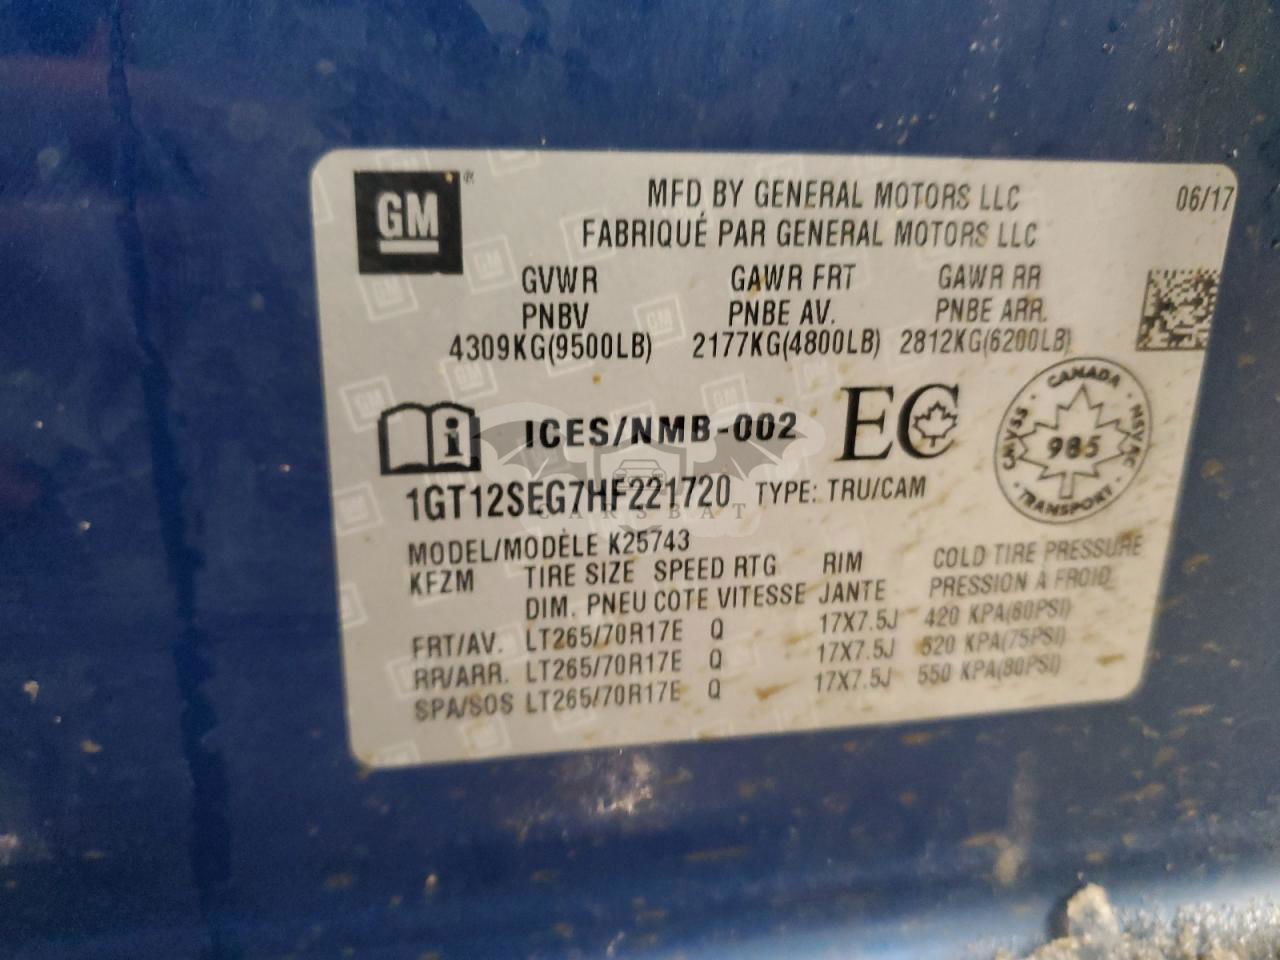 GM
MFD BY GENERAL MOTORS LLC 06/17
FABRIQUÉ PAR GENERAL MOTORS LLC
GVWR GAWR FRT GAWR RR
PNBV PNBE AV. PNBE ARR.
4309KG(9500LB) 2177KG(4800LB) 2812KG(6200LB)
i ICES/NMB-002 EC
CANADA
CMVSS 985 NSVAC
TRANSPORT
1GT12SEG7HF221720 TYPE: TRU/CAM
CARSBAT
MODEL/MODÈLE K25743
KFZM TIRE SIZE SPEED RTG RIM COLD TIRE PRESSURE
DIM. PNEU COTE VITESSE JANTE PRESSION À FROID
FRT/AV. LT265/70R17E Q 17X7.5J 420 KPA(60PSI)
RR/ARR. LT265/70R17E Q 17X7.5J 520 KPA(75PSI)
SPA/SOS LT265/70R17E Q 17X7.5J 550 KPA(80PSI)